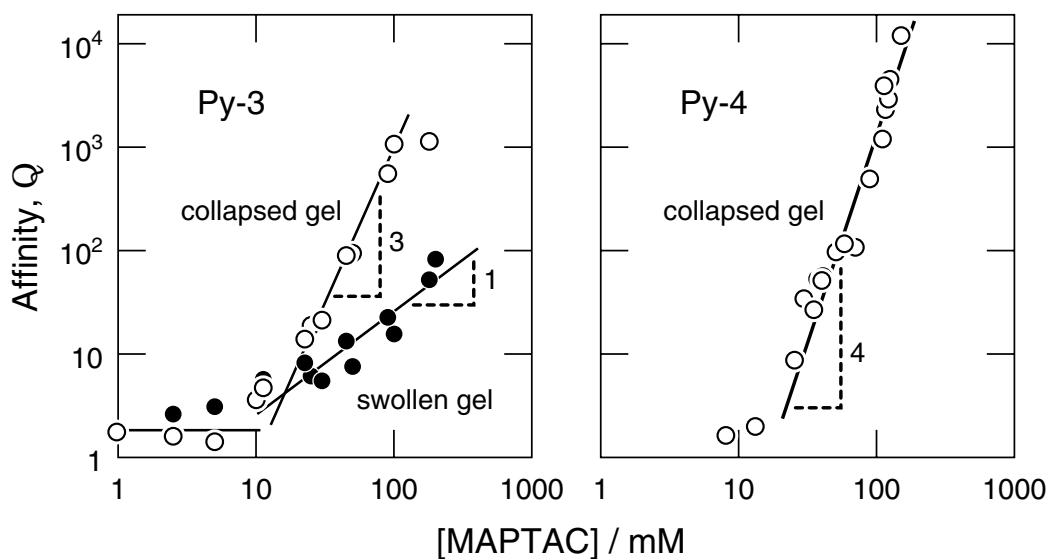 Affinity, Q
10⁴
10³
10²
10
1
Py-3
collapsed gel
3
1
swollen gel
1
10
100
1000
Py-4
collapsed gel
4
1
10
100
1000
[MAPTAC] / mM